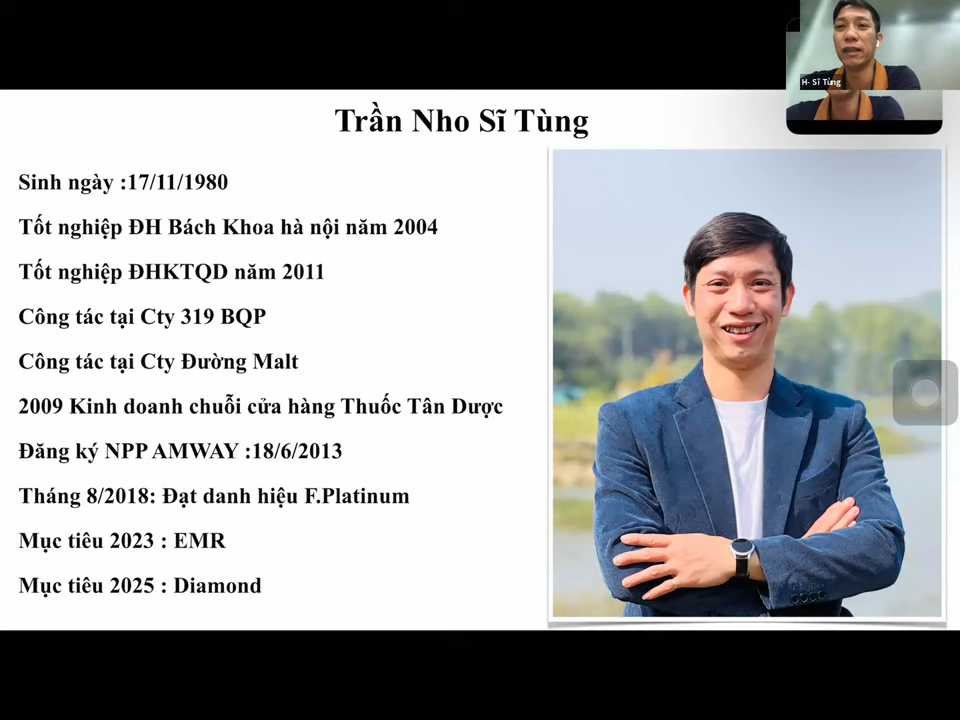 H- Sĩ Tùng
Trần Nho Sĩ Tùng
Sinh ngày :17/11/1980
Tốt nghiệp ĐH Bách Khoa hà nội năm 2004
Tốt nghiệp ĐHKTQD năm 2011
Công tác tại Cty 319 BQP
Công tác tại Cty Đường Malt
2009 Kinh doanh chuỗi cửa hàng Thuốc Tân Dược
Đăng ký NPP AMWAY :18/6/2013
Tháng 8/2018: Đạt danh hiệu F.Platinum
Mục tiêu 2023 : EMR
Mục tiêu 2025 : Diamond